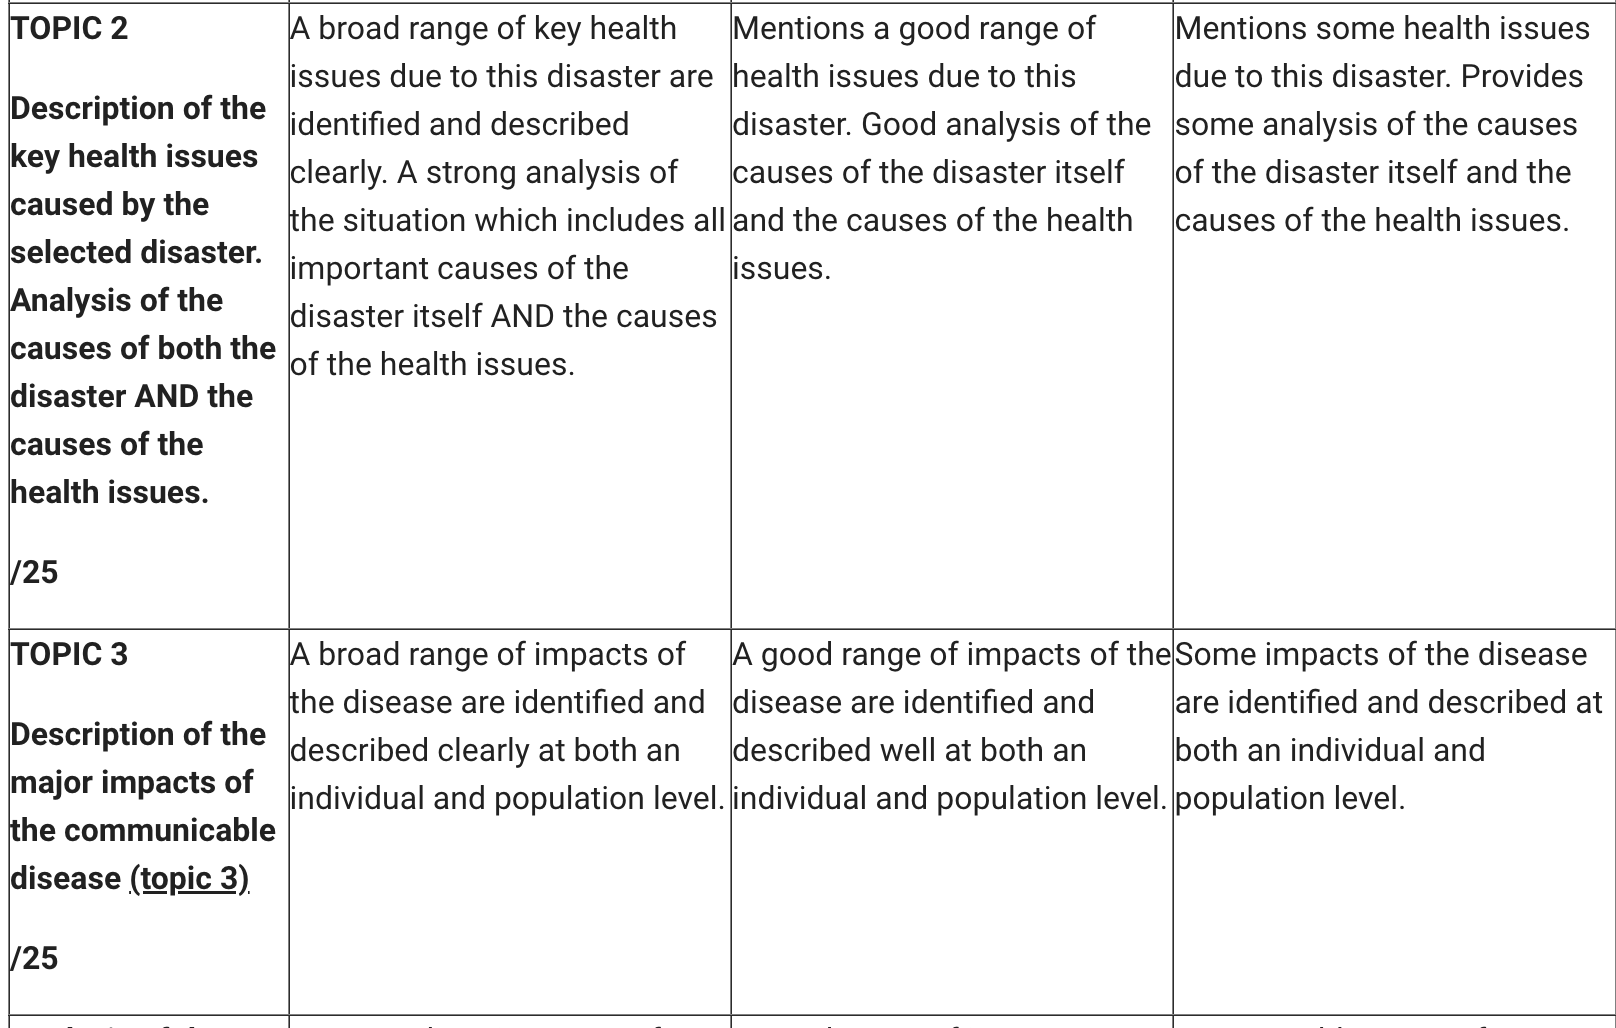 TOPIC 2
Description of the
key health issues
caused by the
selected disaster.
Analysis of the
causes of both the
disaster AND the
causes of the
health issues.
/25
A broad range of key health
issues due to this disaster are
identified and described
clearly. A strong analysis of
the situation which includes all
important causes of the
disaster itself AND the causes
of the health issues.
Mentions a good range of
health issues due to this
disaster. Good analysis of the
causes of the disaster itself
and the causes of the health
issues.
Mentions some health issues
due to this disaster. Provides
some analysis of the causes
of the disaster itself and the
causes of the health issues.
TOPIC 3
Description of the
major impacts of
the communicable
disease (topic 3)
/25
A broad range of impacts of
the disease are identified and
described clearly at both an
individual and population level.
A good range of impacts of the
disease are identified and
described well at both an
individual and population level.
Some impacts of the disease
are identified and described at
both an individual and
population level.